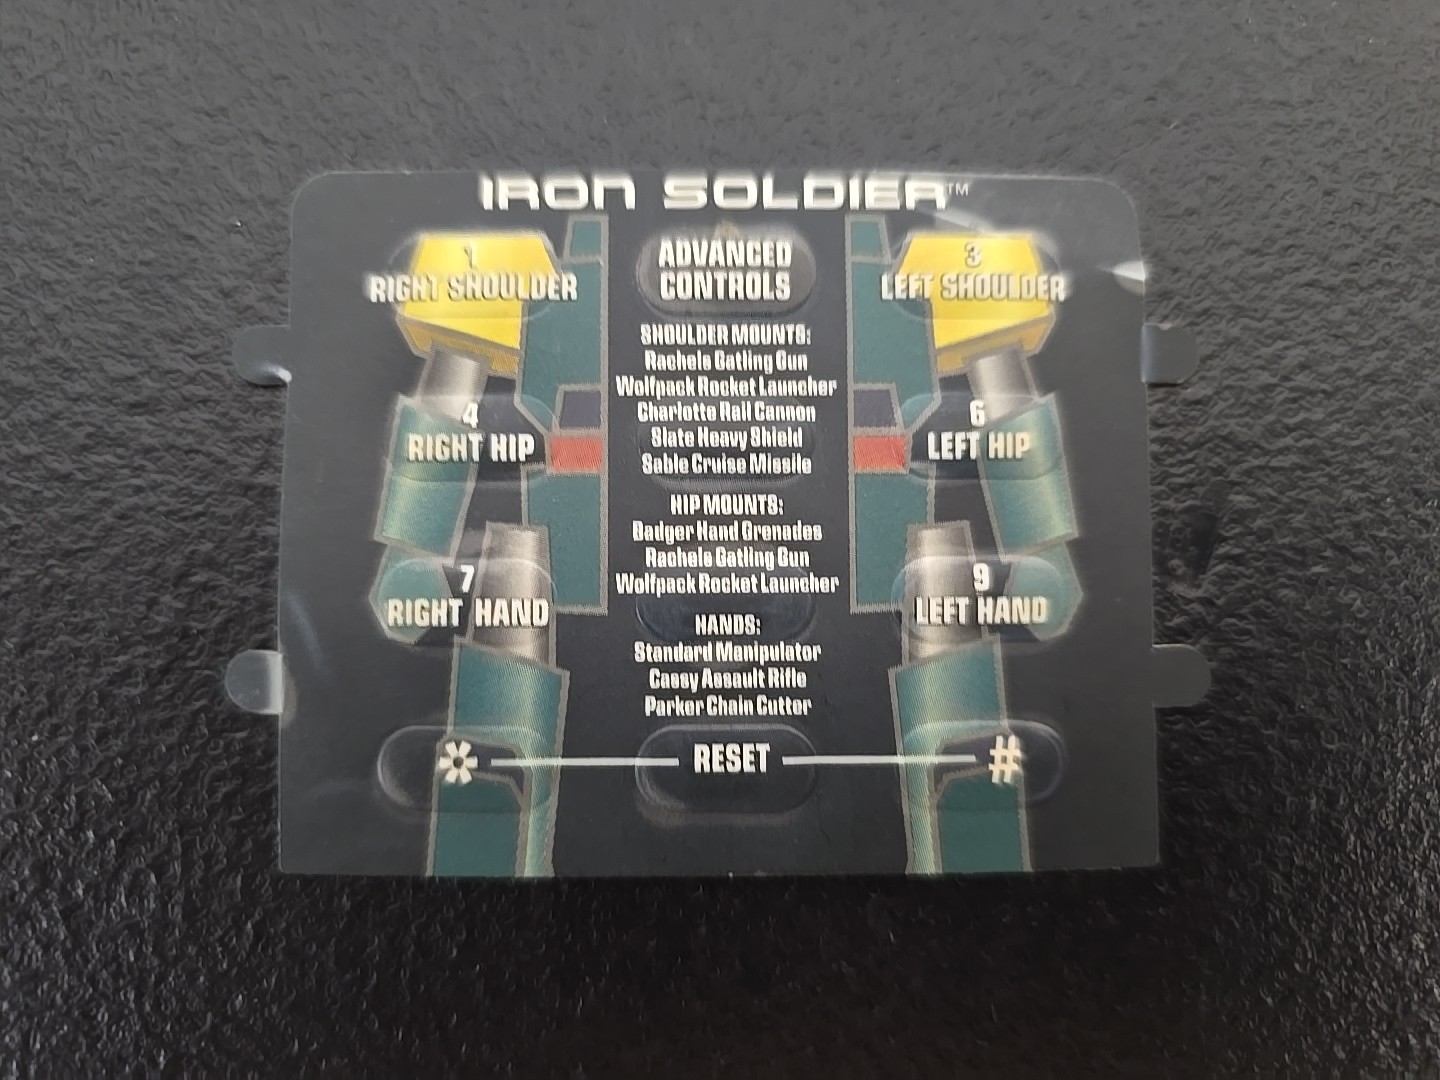 IRON SOLDIER™
1
RIGHT SHOULDER
ADVANCED
CONTROLS
3
LEFT SHOULDER
SHOULDER MOUNTS:
Rachels Gatling Gun
Wolfpack Rocket Launcher
Charlotte Rail Cannon
Slate Heavy Shield
Sable Cruise Missile
4
RIGHT HIP
6
LEFT HIP
HIP MOUNTS:
Badger Hand Grenades
Rachels Gatling Gun
Wolfpack Rocket Launcher
7
RIGHT HAND
9
LEFT HAND
HANDS:
Standard Manipulator
Cassy Assault Rifle
Parker Chain Cutter
* RESET #